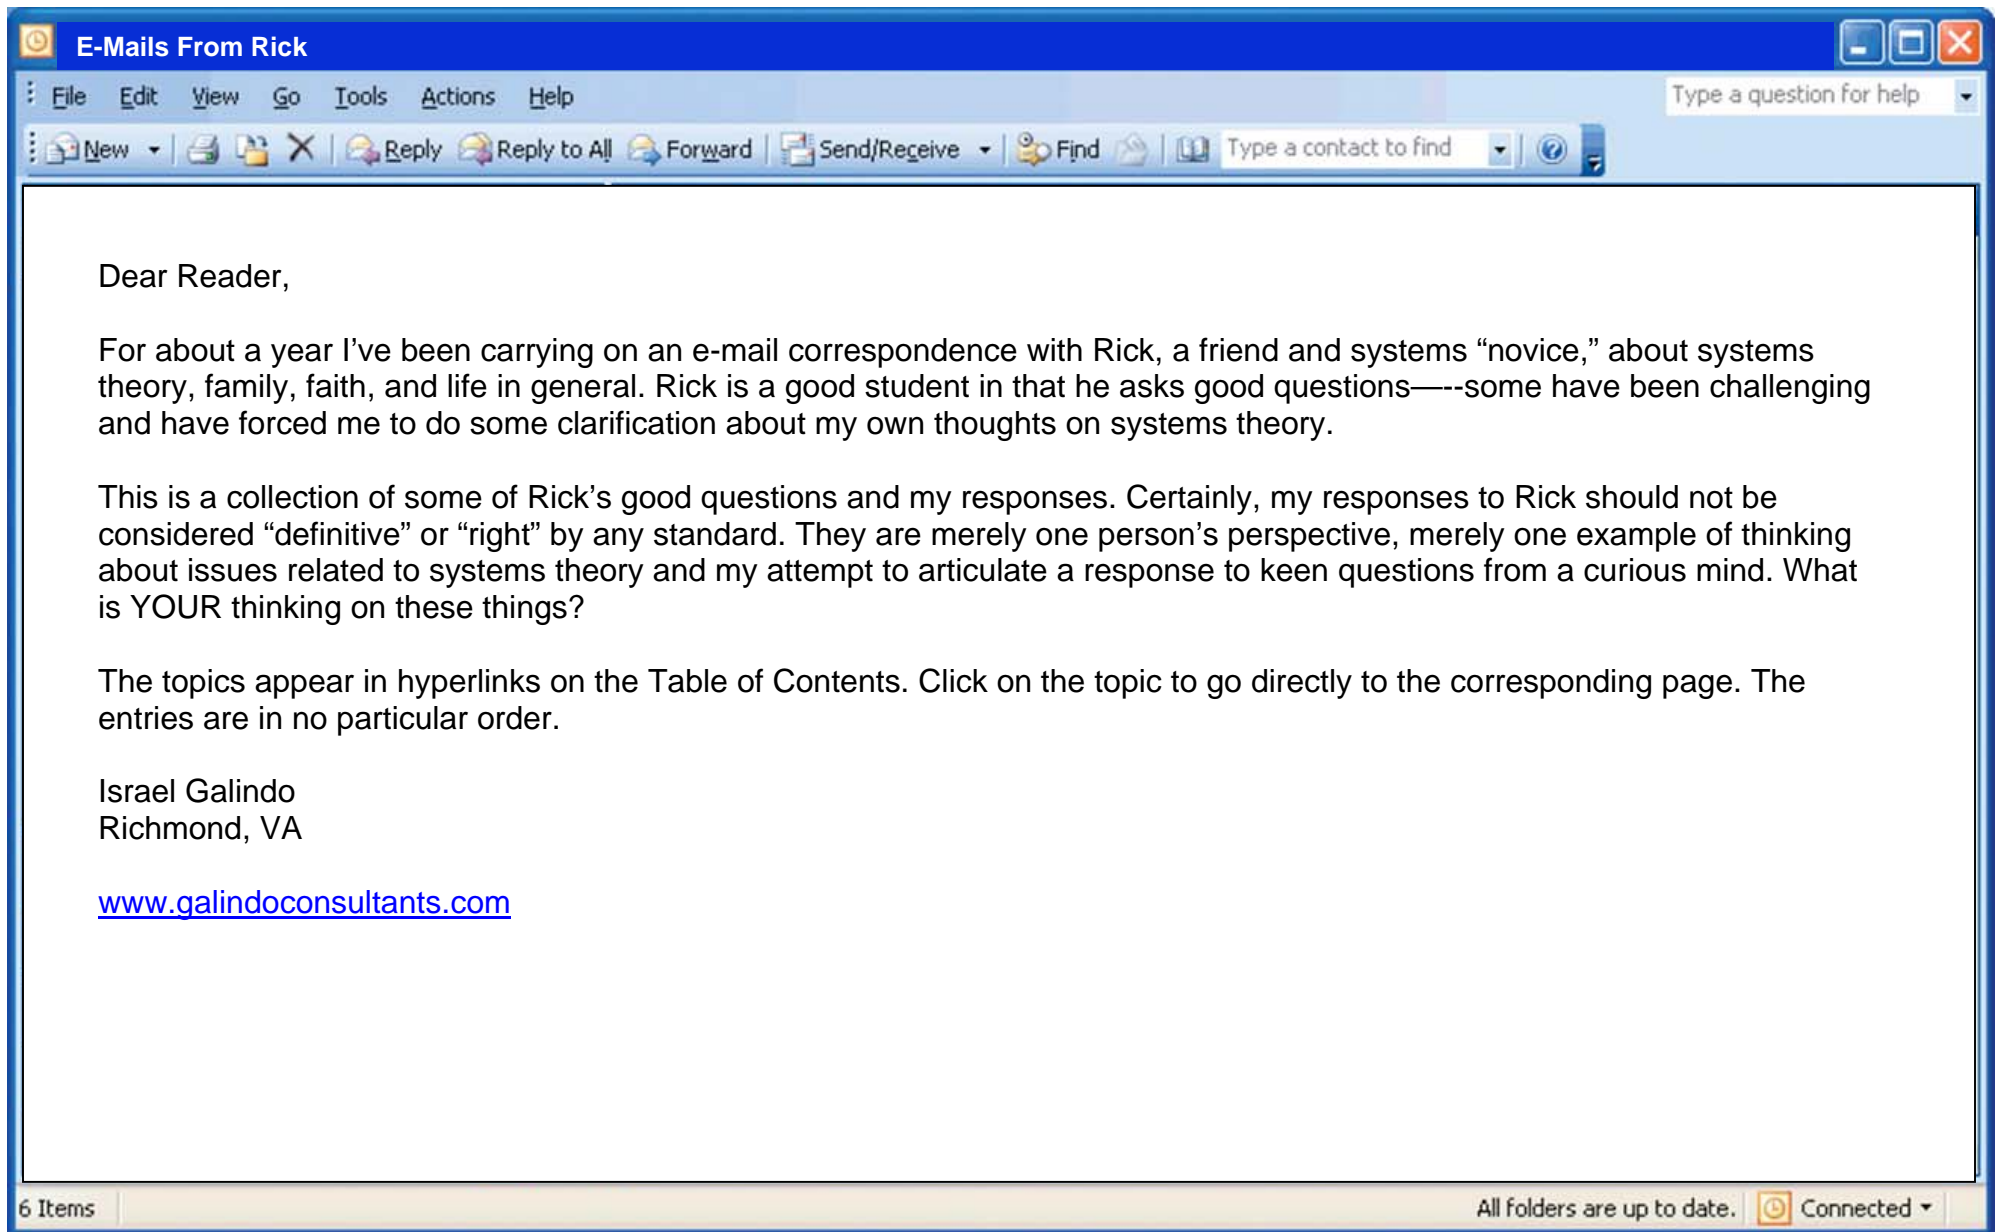 E-Mails From Rick
File Edit View Go Tools Actions Help Type a question for help
New Reply Reply to All Forward Send/Receive Find Type a contact to find
Dear Reader,
For about a year I’ve been carrying on an e-mail correspondence with Rick, a friend and systems “novice,” about systems
theory, family, faith, and life in general. Rick is a good student in that he asks good questions—--some have been challenging
and have forced me to do some clarification about my own thoughts on systems theory.
This is a collection of some of Rick’s good questions and my responses. Certainly, my responses to Rick should not be
considered “definitive” or “right” by any standard. They are merely one person’s perspective, merely one example of thinking
about issues related to systems theory and my attempt to articulate a response to keen questions from a curious mind. What
is YOUR thinking on these things?
The topics appear in hyperlinks on the Table of Contents. Click on the topic to go directly to the corresponding page. The
entries are in no particular order.
Israel Galindo
Richmond, VA
www.galindoconsultants.com
6 Items All folders are up to date. Connected